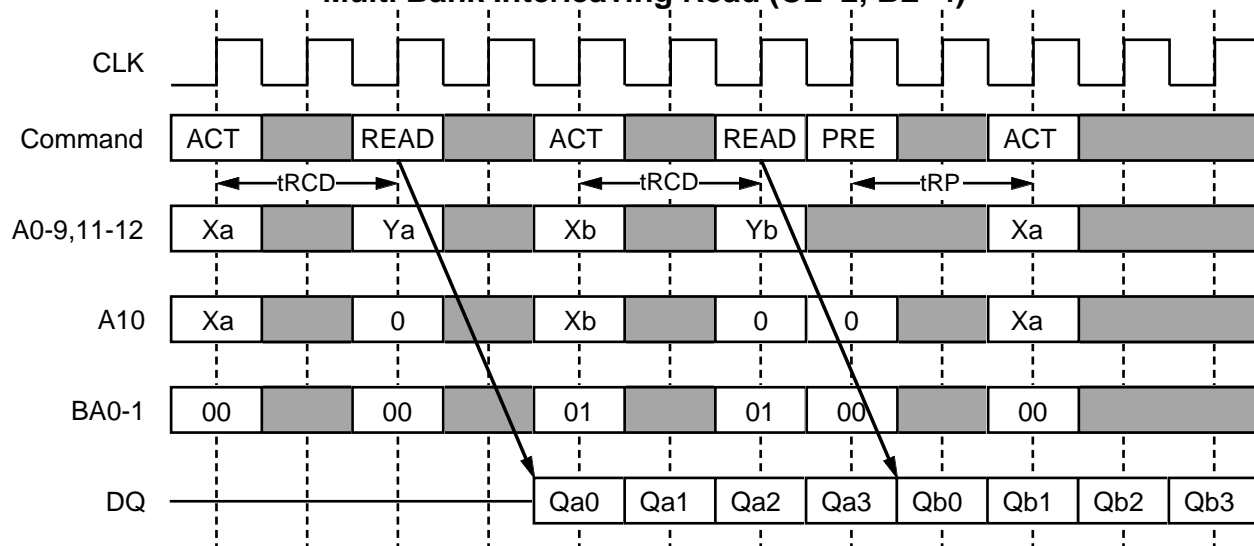 Multi Bank Interleaving Read (CL=2, BL=4)
CLK
Command ACT READ ACT READ PRE ACT
tRCD tRCD tRP
A0-9,11-12 Xa Ya Xb Yb Xa
A10 Xa 0 Xb 0 0 Xa
BA0-1 00 00 01 01 00 00
DQ Qa0 Qa1 Qa2 Qa3 Qb0 Qb1 Qb2 Qb3